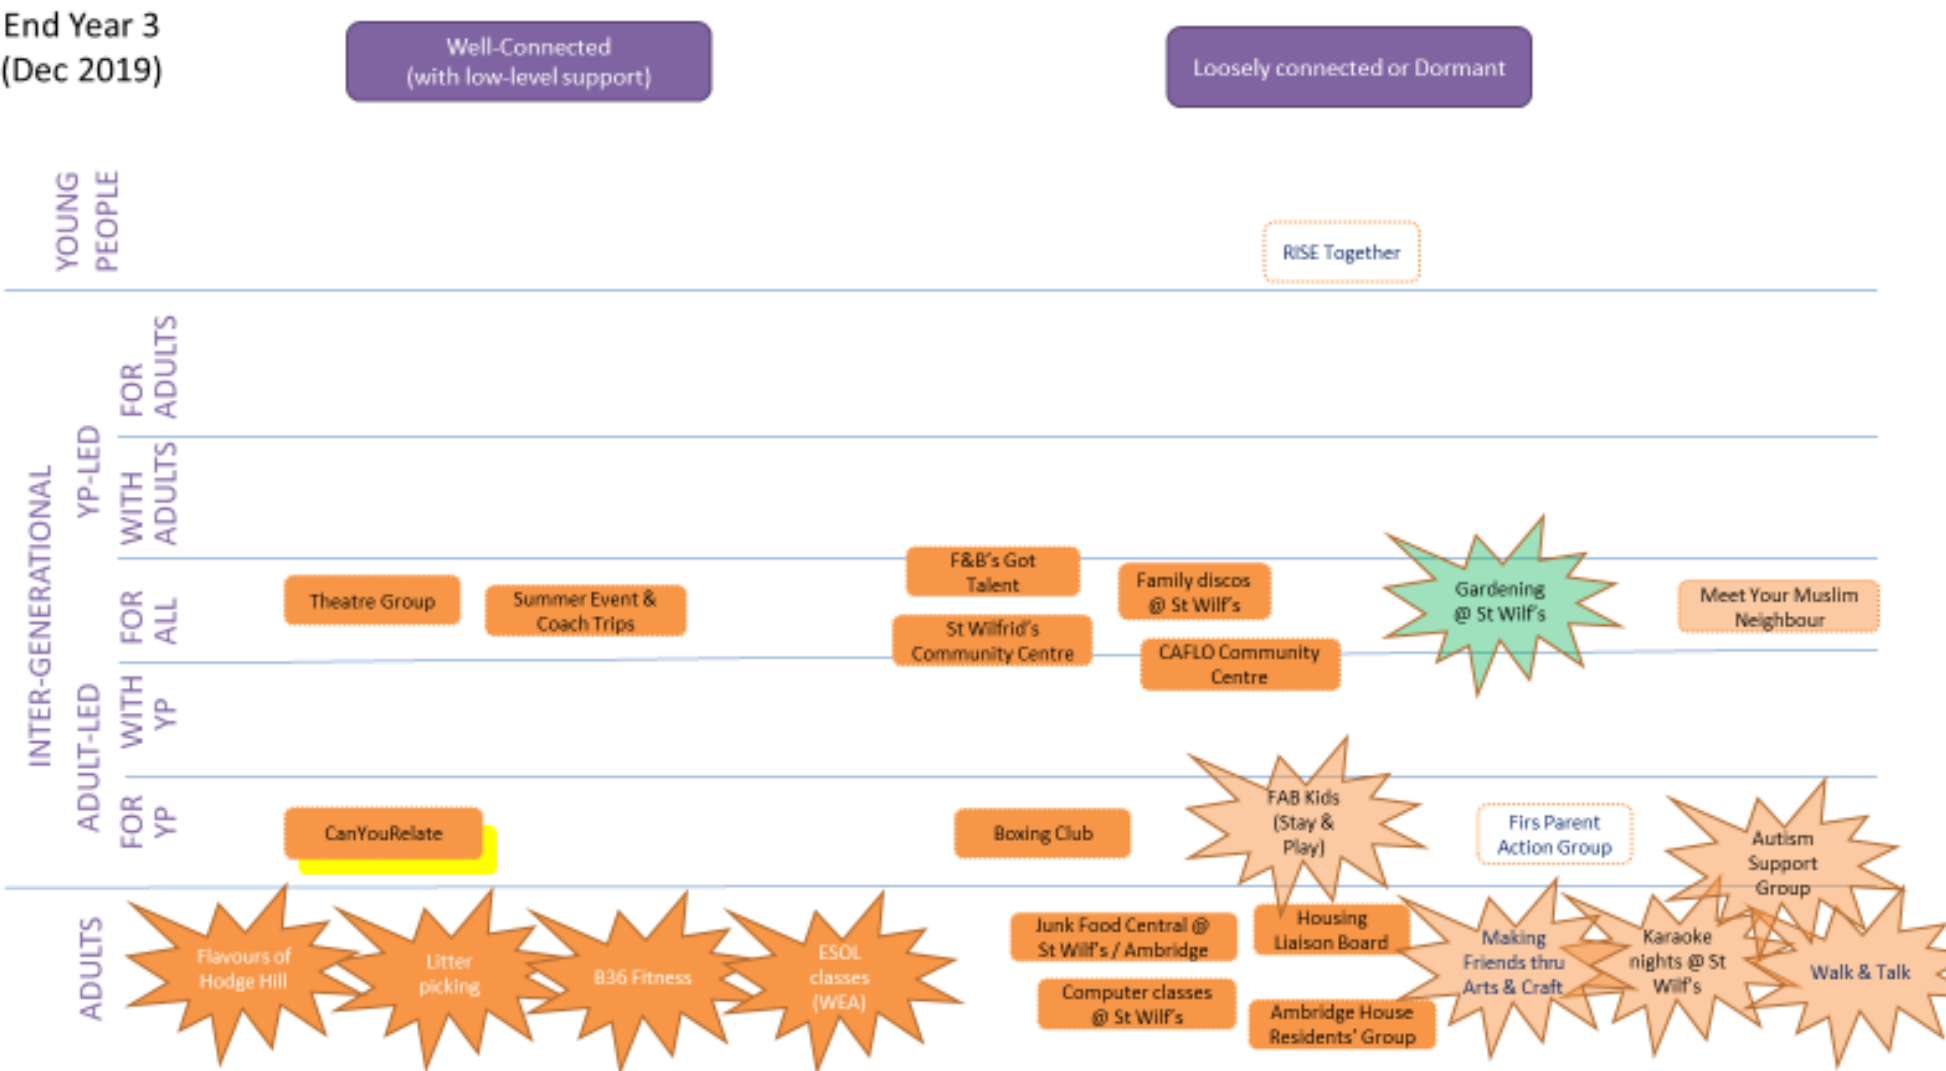 End Year 3
(Dec 2019)
Well-Connected
(with low-level support)
Loosely connected or Dormant
YOUNG
PEOPLE
RISE Together
INTER-GENERATIONAL
YP-LED
FOR
ADULTS
WITH
ADULTS
FOR
ALL
Theatre Group
Summer Event &
Coach Trips
F&B's Got
Talent
St Wilfrid's
Community Centre
Family discos
@ St Wilf's
CAFLO Community
Centre
Gardening
@ St Wilf's
Meet Your Muslim
Neighbour
ADULT-LED
WITH
YP
FOR
YP
CanYouRelate
Boxing Club
FAB Kids
(Stay &
Play)
Firs Parent
Action Group
Autism
Support
Group
ADULTS
Flavours of
Hodge Hill
Litter
picking
B36 Fitness
ESOL
classes
(WEA)
Junk Food Central @
St Wilf's / Ambridge
Computer classes
@ St Wilf's
Housing
Liaison Board
Ambridge House
Residents' Group
Making
Friends thru
Arts & Craft
Karaoke
nights @ St
Wilf's
Walk & Talk